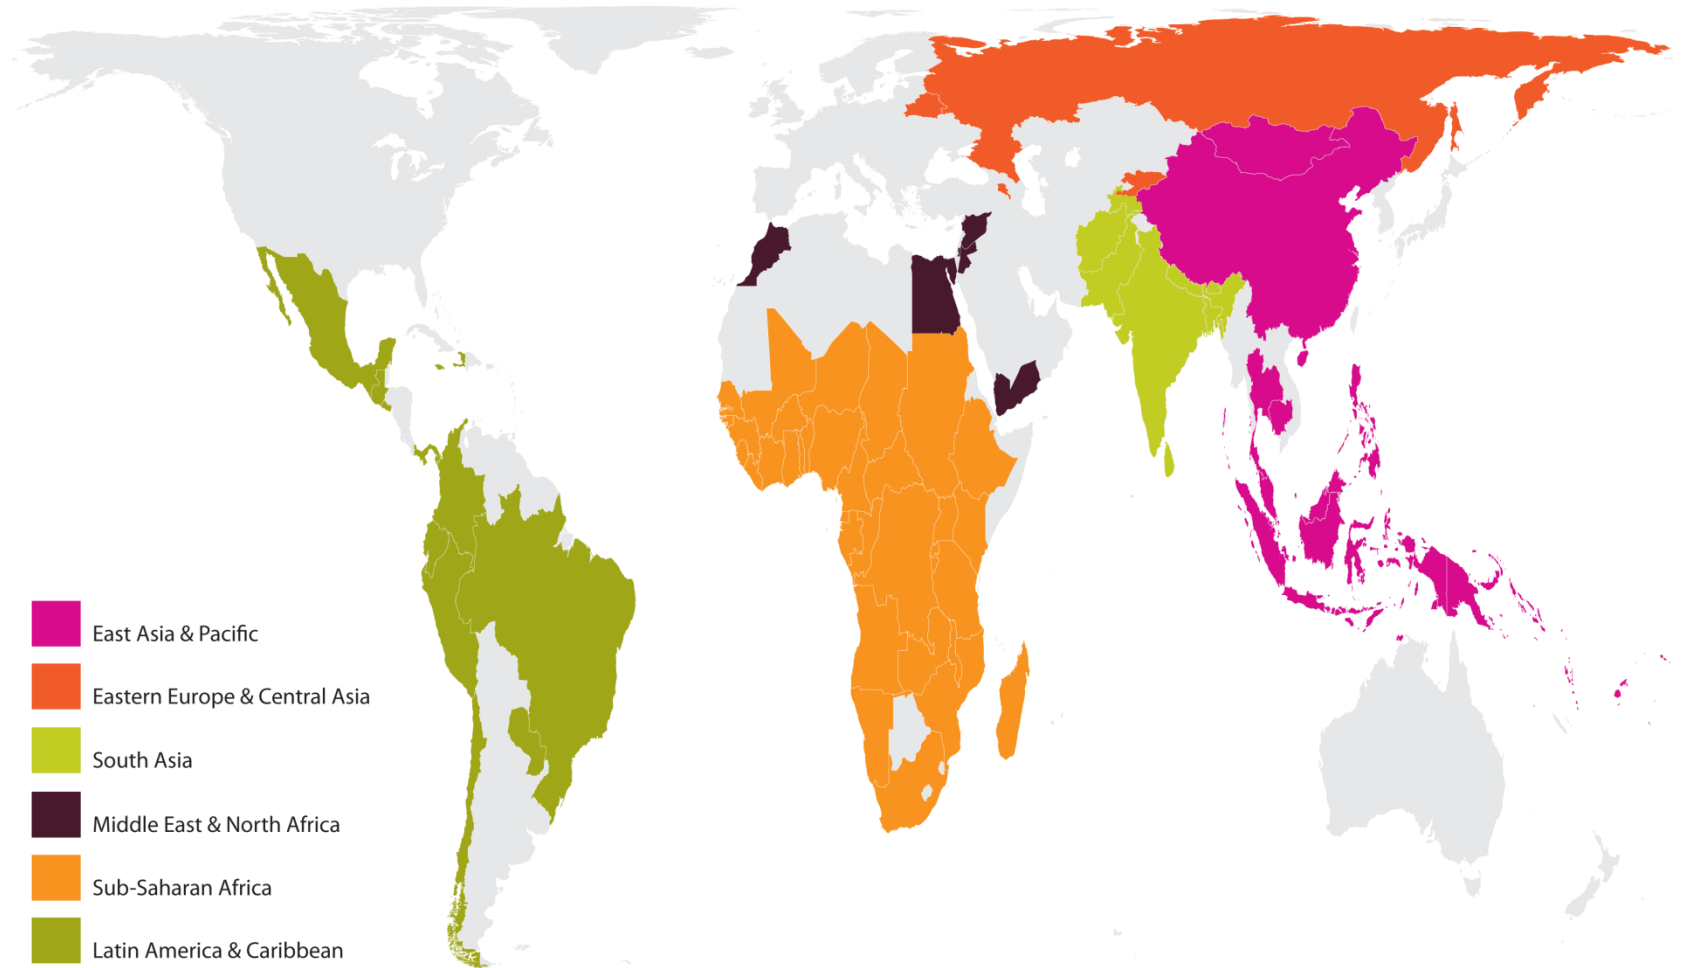 East Asia & Pacific
Eastern Europe & Central Asia
South Asia
Middle East & North Africa
Sub-Saharan Africa
Latin America & Caribbean